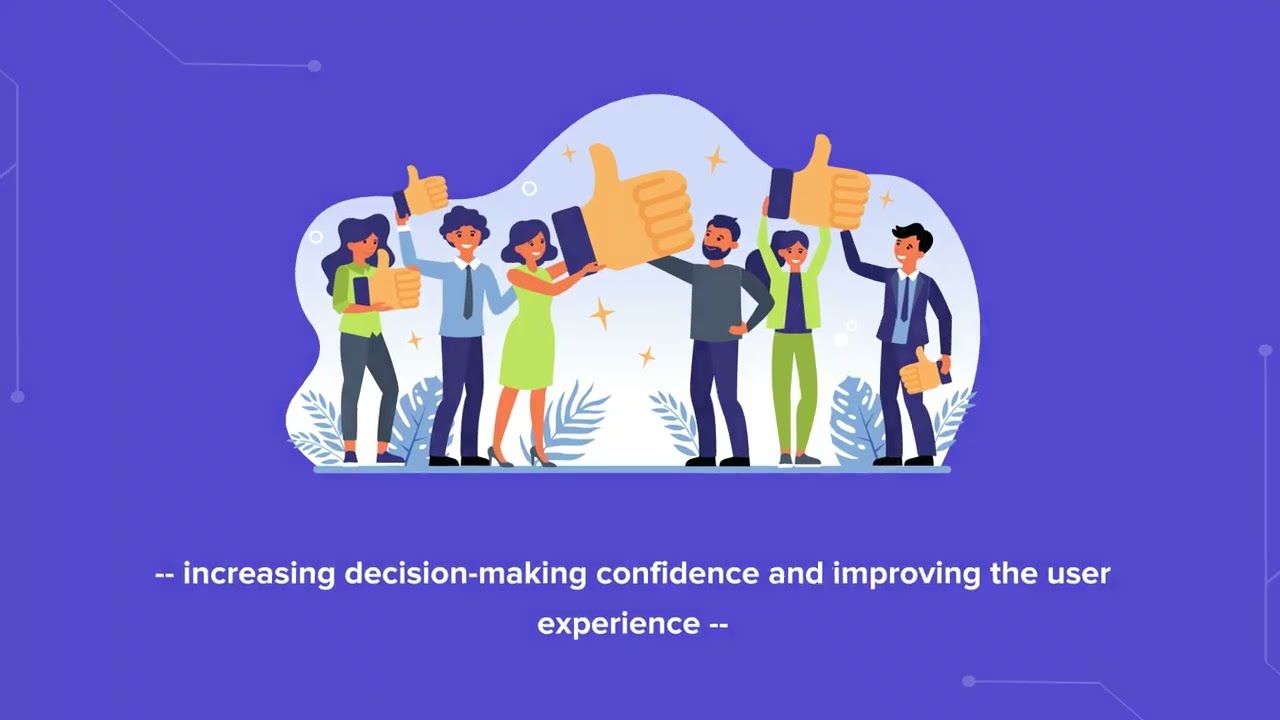 -- increasing decision-making confidence and improving the user
experience --